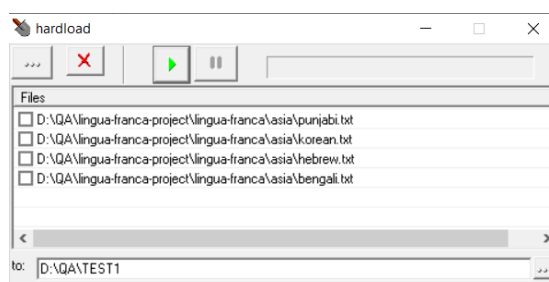 hardload
...
Files
D:\QA\lingua-franca-project\lingua-franca\asia\punjabi.txt
D:\QA\lingua-franca-project\lingua-franca\asia\korean.txt
D:\QA\lingua-franca-project\lingua-franca\asia\hebrew.txt
D:\QA\lingua-franca-project\lingua-franca\asia\bengali.txt
to: D:\QA\TEST1 ...